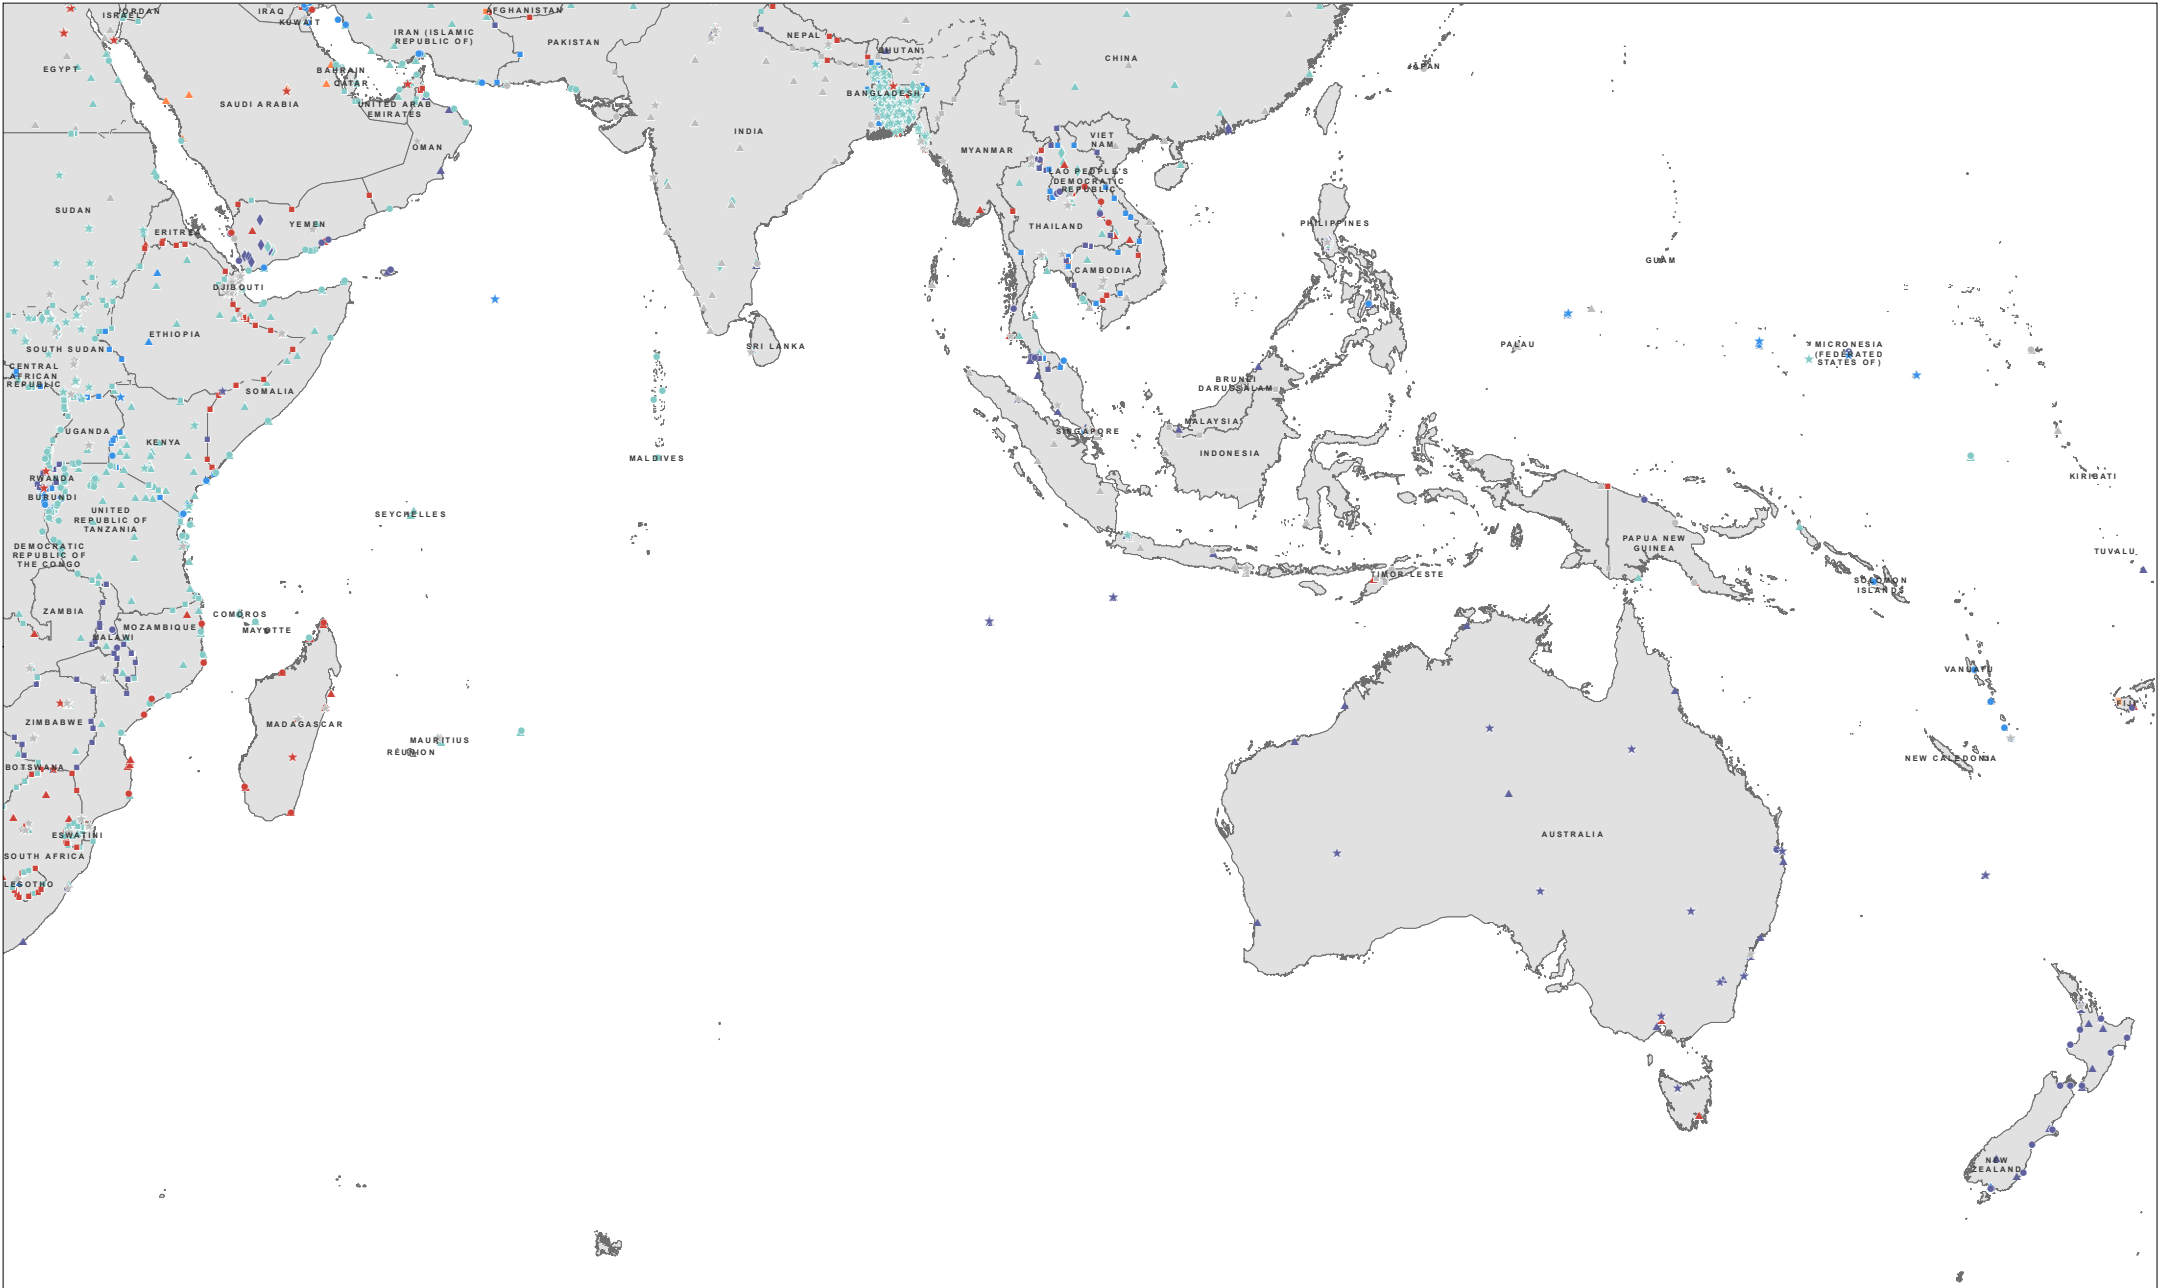 ISRAEL
JORDAN
IRAQ
KUWAIT
IRAN (ISLAMIC
REPUBLIC OF)
AFGHANISTAN
PAKISTAN
NEPAL
BHUTAN
CHINA
JAPAN
EGYPT
BAHRAIN
QATAR
SAUDI ARABIA
UNITED ARAB
EMIRATES
BANGLADESH
INDIA
OMAN
MYANMAR
VIET
NAM
LAO PEOPLE'S
DEMOCRATIC
REPUBLIC
SUDAN
YEMEN
ERITREA
THAILAND
PHILIPPINES
GUAM
CAMBODIA
DJIBOUTI
ETHIOPIA
SOUTH SUDAN
SRI LANKA
PALAU
MICRONESIA
(FEDERATED
STATES OF)
CENTRAL
AFRICAN
REPUBLIC
SOMALIA
BRUNEI
DARUSSALAM
MALAYSIA
UGANDA
KENYA
SINGAPORE
INDONESIA
MALDIVES
RWANDA
BURUNDI
KIRIBATI
UNITED
REPUBLIC OF
TANZANIA
SEYCHELLES
PAPUA NEW
GUINEA
DEMOCRATIC
REPUBLIC OF
THE CONGO
TUVALU
TIMOR-LESTE
SOLOMON
ISLANDS
ZAMBIA
COMOROS
MAYOTTE
MOZAMBIQUE
MALAWI
VANUATU
FIJI
ZIMBABWE
MADAGASCAR
MAURITIUS
RÉUNION
NEW CALEDONIA
BOTSWANA
ESWATINI
AUSTRALIA
SOUTH AFRICA
LESOTHO
NEW
ZEALAND